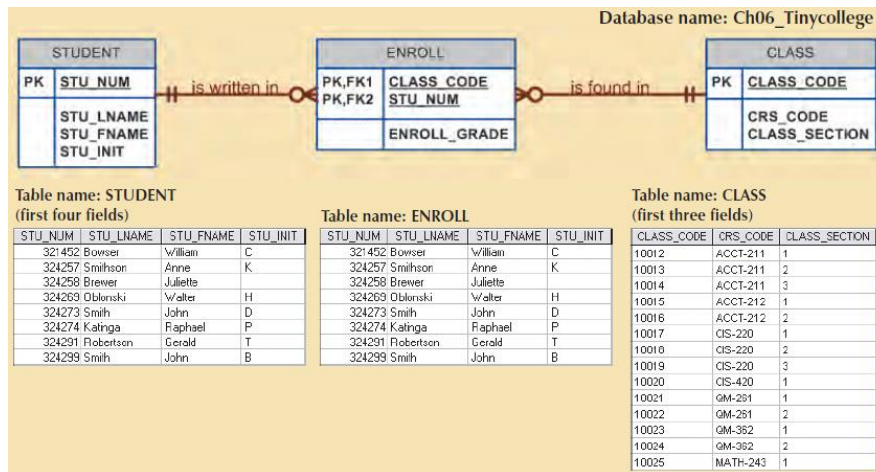 Database name: Ch06_Tinycollege
STUDENT
PK STU_NUM
STU_LNAME
STU_FNAME
STU_INIT
is written in
ENROLL
PK,FK1 CLASS_CODE
PK,FK2 STU_NUM
ENROLL_GRADE
is found in
CLASS
PK CLASS_CODE
CRS_CODE
CLASS_SECTION
Table name: STUDENT
(first four fields)
STU_NUM STU_LNAME STU_FNAME STU_INIT
321452 Bowser William C
324257 Smithson Anne K
324258 Brewer Juliette
324269 Oblonski Walter H
324273 Smith John D
324274 Katinga Raphael P
324291 Robertson Gerald T
324299 Smith John B
Table name: ENROLL
STU_NUM STU_LNAME STU_FNAME STU_INIT
321452 Bowser William C
324257 Smithson Anne K
324258 Brewer Juliette
324269 Oblonski Walter H
324273 Smith John D
324274 Katinga Raphael P
324291 Robertson Gerald T
324299 Smith John B
Table name: CLASS
(first three fields)
CLASS_CODE CRS_CODE CLASS_SECTION
10012 ACCT-211 1
10013 ACCT-211 2
10014 ACCT-211 3
10015 ACCT-212 1
10016 ACCT-212 2
10017 CIS-220 1
10018 CIS-220 2
10019 CIS-220 3
10020 CIS-420 1
10021 QM-261 1
10022 QM-261 2
10023 QM-362 1
10024 QM-362 2
10025 MATH-243 1